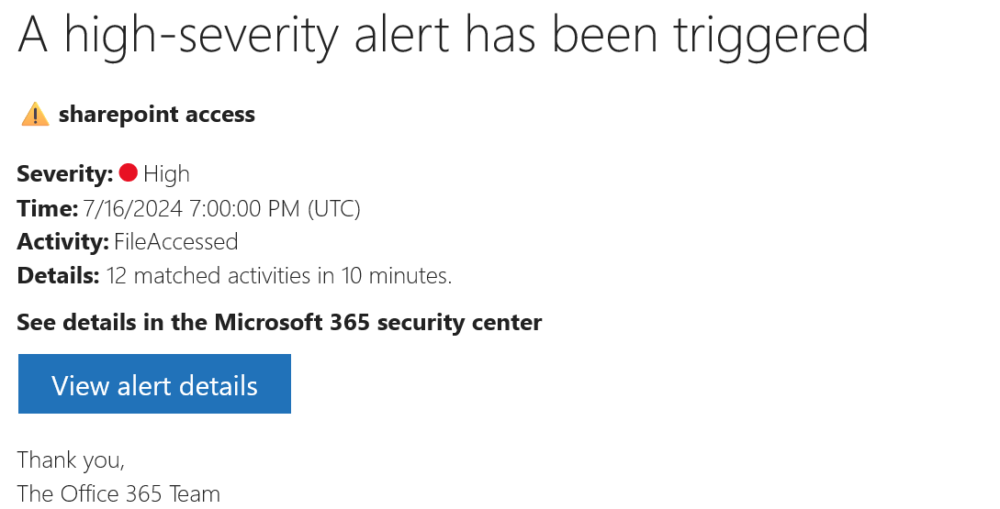 A high-severity alert has been triggered
⚠ sharepoint access
Severity: 🔴 High
Time: 7/16/2024 7:00:00 PM (UTC)
Activity: FileAccessed
Details: 12 matched activities in 10 minutes.
See details in the Microsoft 365 security center
View alert details
Thank you,
The Office 365 Team